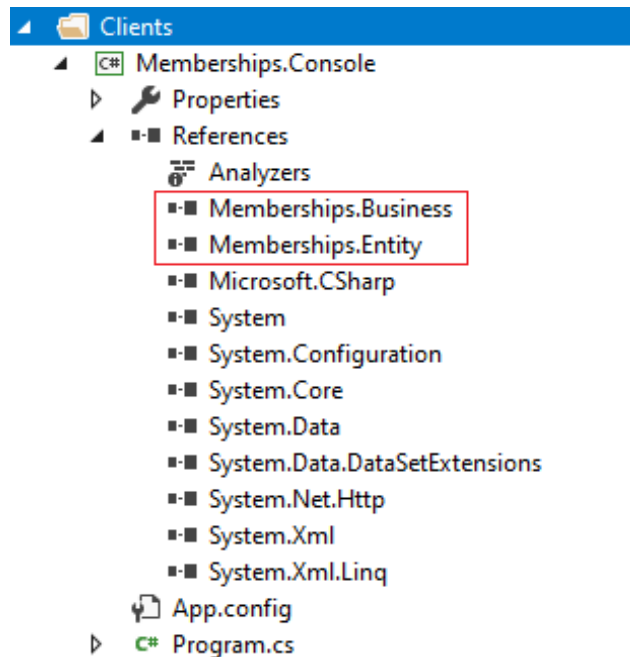 Clients
C# Memberships.Console
Properties
References
Analyzers
Memberships.Business
Memberships.Entity
Microsoft.CSharp
System
System.Configuration
System.Core
System.Data
System.Data.DataSetExtensions
System.Net.Http
System.Xml
System.Xml.Linq
App.config
C# Program.cs